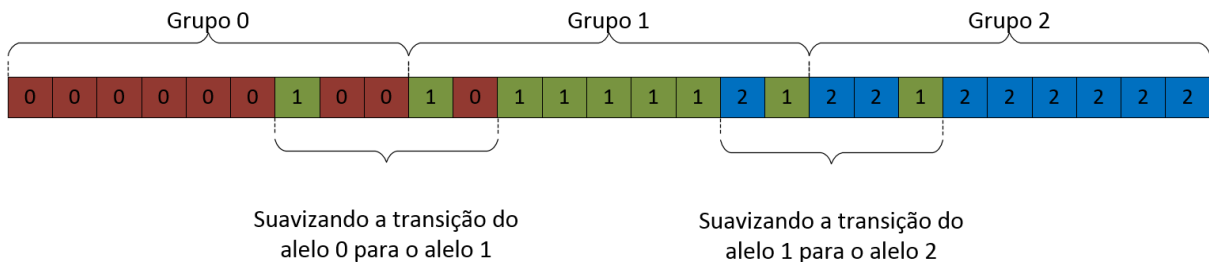 Grupo 0 Grupo 1 Grupo 2
0 0 0 0 0 0 1 0 0 1 0 1 1 1 1 1 2 1 2 2 1 2 2 2 2 2 2
Suavizando a transição do
alelo 0 para o alelo 1
Suavizando a transição do
alelo 1 para o alelo 2